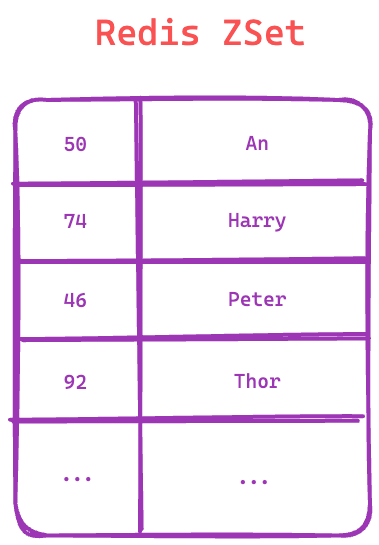 Redis ZSet
50 An
74 Harry
46 Peter
92 Thor
... ...